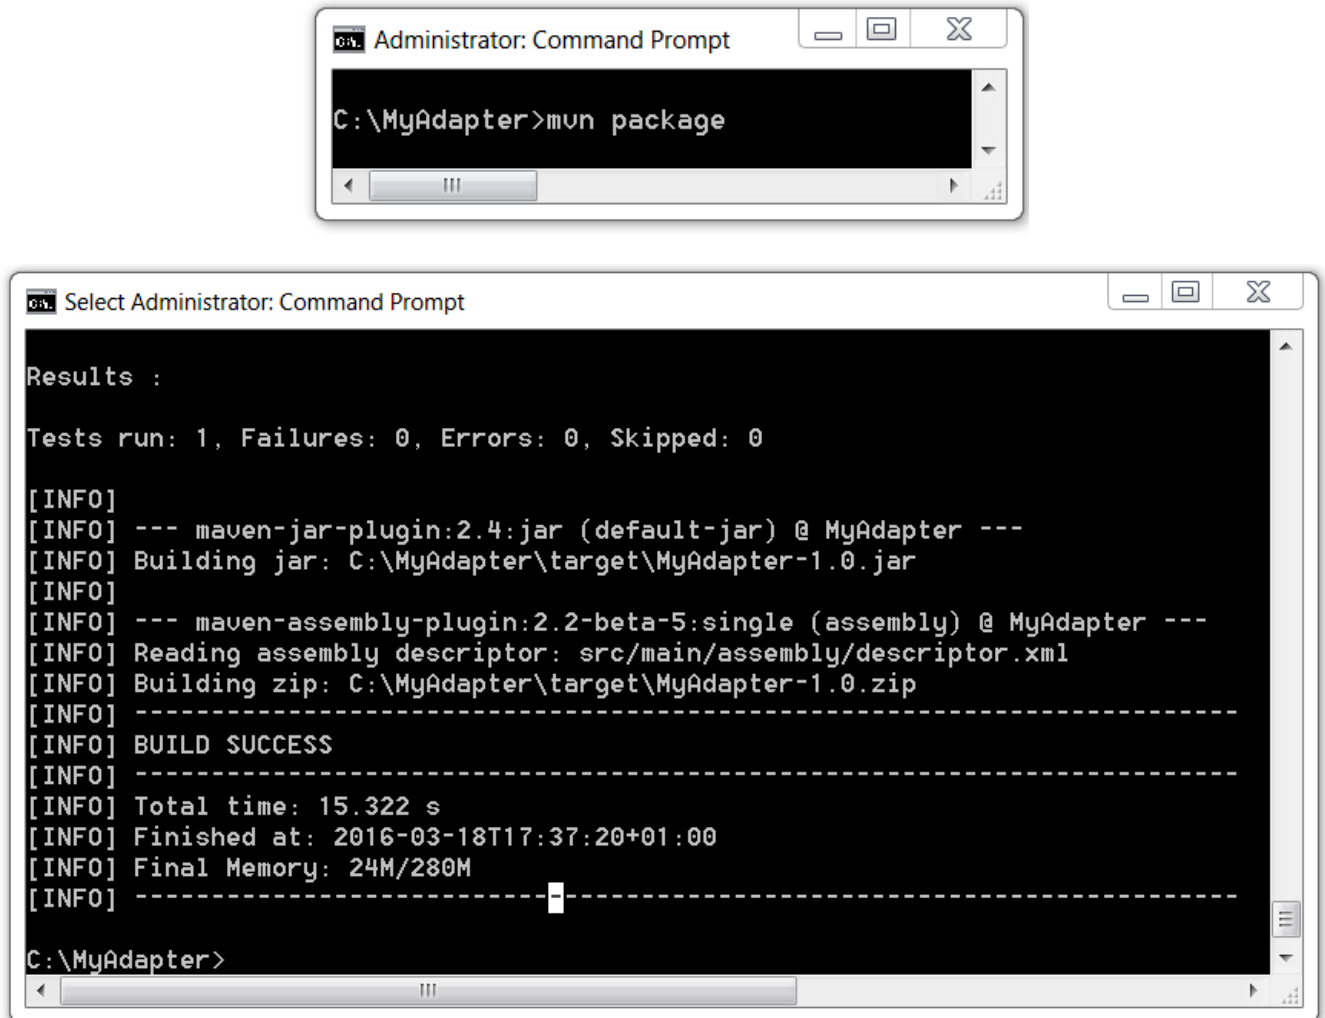 Administrator: Command Prompt
C:\MyAdapter>mvn package
Select Administrator: Command Prompt
Results :
Tests run: 1, Failures: 0, Errors: 0, Skipped: 0
[INFO]
[INFO] --- maven-jar-plugin:2.4:jar (default-jar) @ MyAdapter ---
[INFO] Building jar: C:\MyAdapter\target\MyAdapter-1.0.jar
[INFO]
[INFO] --- maven-assembly-plugin:2.2-beta-5:single (assembly) @ MyAdapter ---
[INFO] Reading assembly descriptor: src/main/assembly/descriptor.xml
[INFO] Building zip: C:\MyAdapter\target\MyAdapter-1.0.zip
[INFO] ------------------------------------------------------------------------
[INFO] BUILD SUCCESS
[INFO] ------------------------------------------------------------------------
[INFO] Total time: 15.322 s
[INFO] Finished at: 2016-03-18T17:37:20+01:00
[INFO] Final Memory: 24M/280M
[INFO] ------------------------------------------------------------------------
C:\MyAdapter>